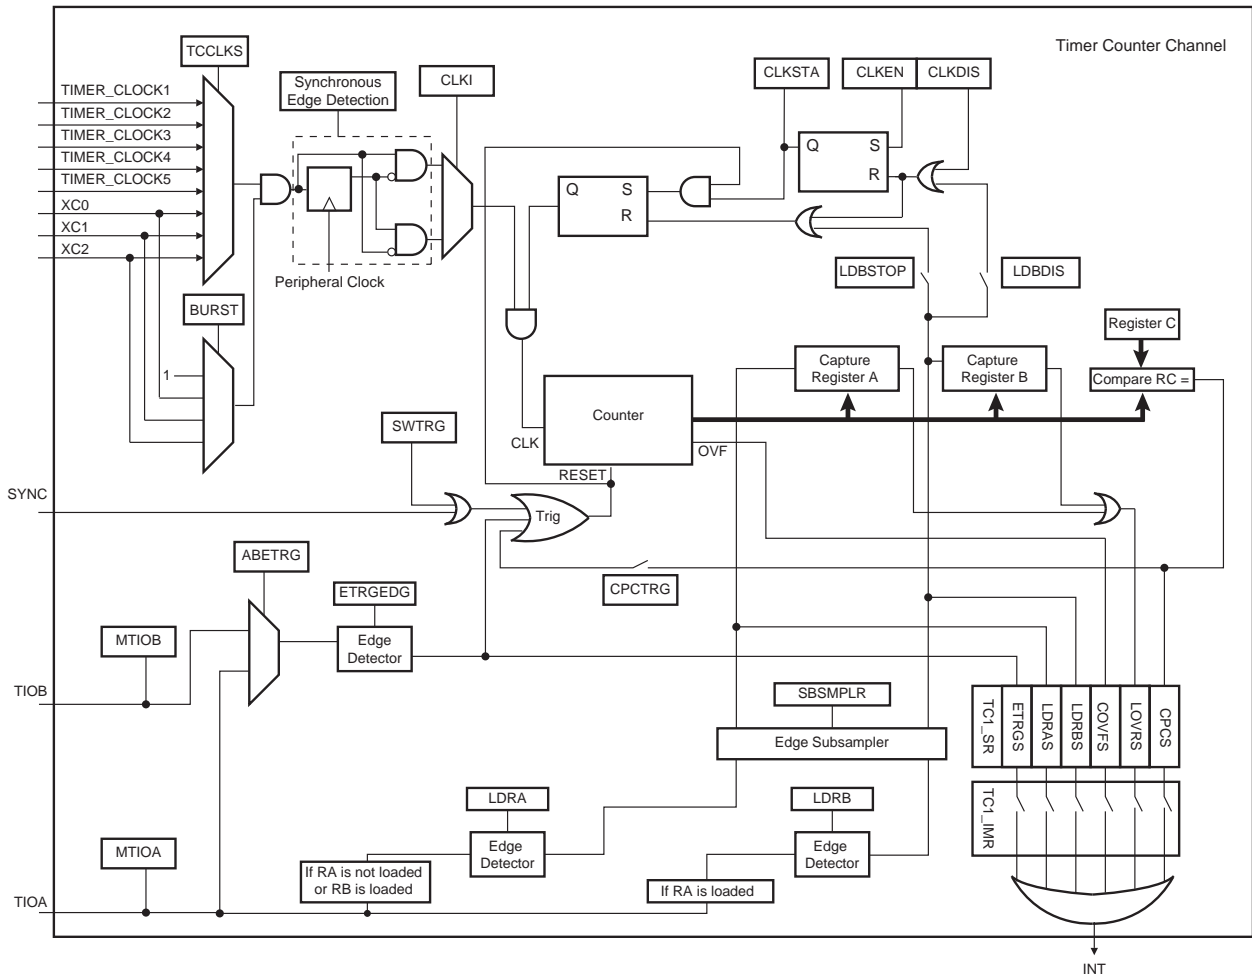 Timer Counter Channel
TCCLKS
TIMER_CLOCK1
TIMER_CLOCK2
TIMER_CLOCK3
TIMER_CLOCK4
TIMER_CLOCK5
XC0
XC1
XC2
Synchronous
Edge Detection
CLKI
Peripheral Clock
BURST
1
CLKSTA
CLKEN
CLKDIS
Q
S
R
Q
S
R
LDBSTOP
LDBDIS
Register C
Capture
Register A
Capture
Register B
Compare RC =
Counter
CLK
OVF
RESET
SWTRG
SYNC
Trig
CPCTRG
ABETRG
ETRGEDG
Edge
Detector
MTIOB
TIOB
SBSMPLR
Edge Subsampler
LDRA
Edge
Detector
LDRB
Edge
Detector
MTIOA
If RA is not loaded
or RB is loaded
If RA is loaded
TIOA
TC1_SR
ETRGS
LDRAS
LDRBS
COVFS
LOVRS
CPCS
TC1_IMR
INT